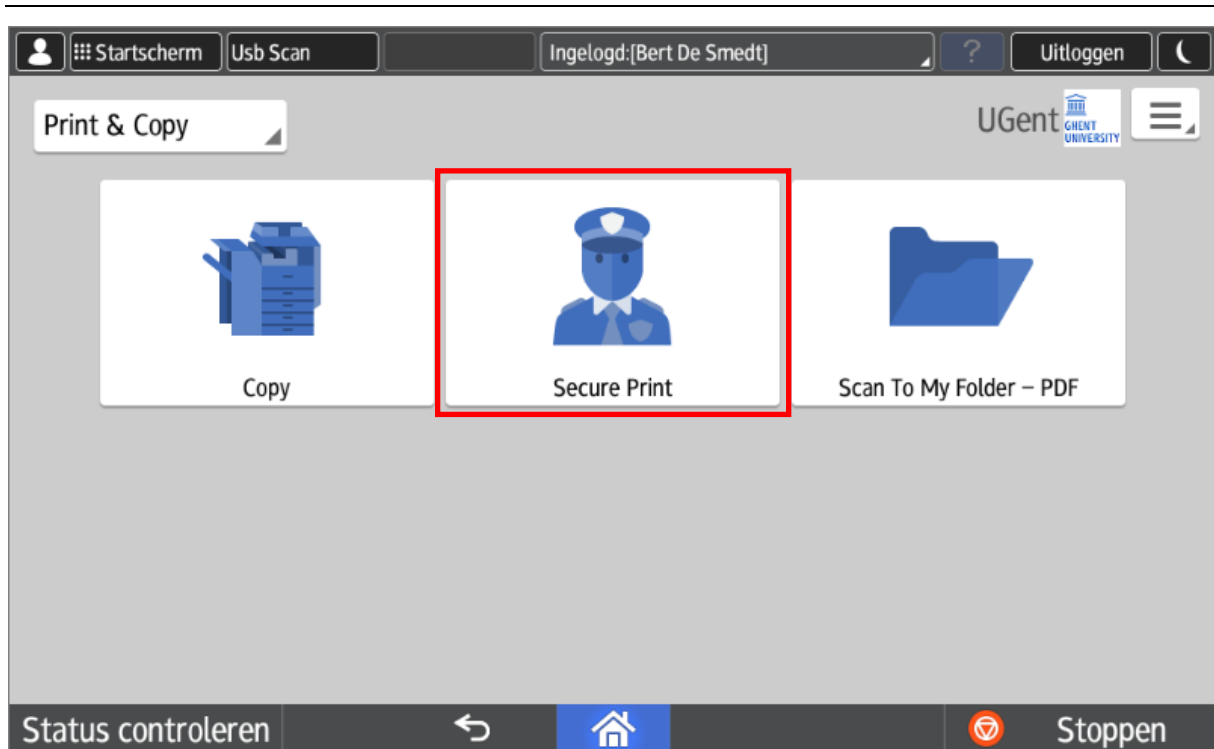 Startscherm
Usb Scan
Ingelogd:[Bert De Smedt]
?
Uitloggen
Print & Copy
UGent
GHENT
UNIVERSITY
Copy
Secure Print
Scan To My Folder – PDF
Status controleren
Stoppen